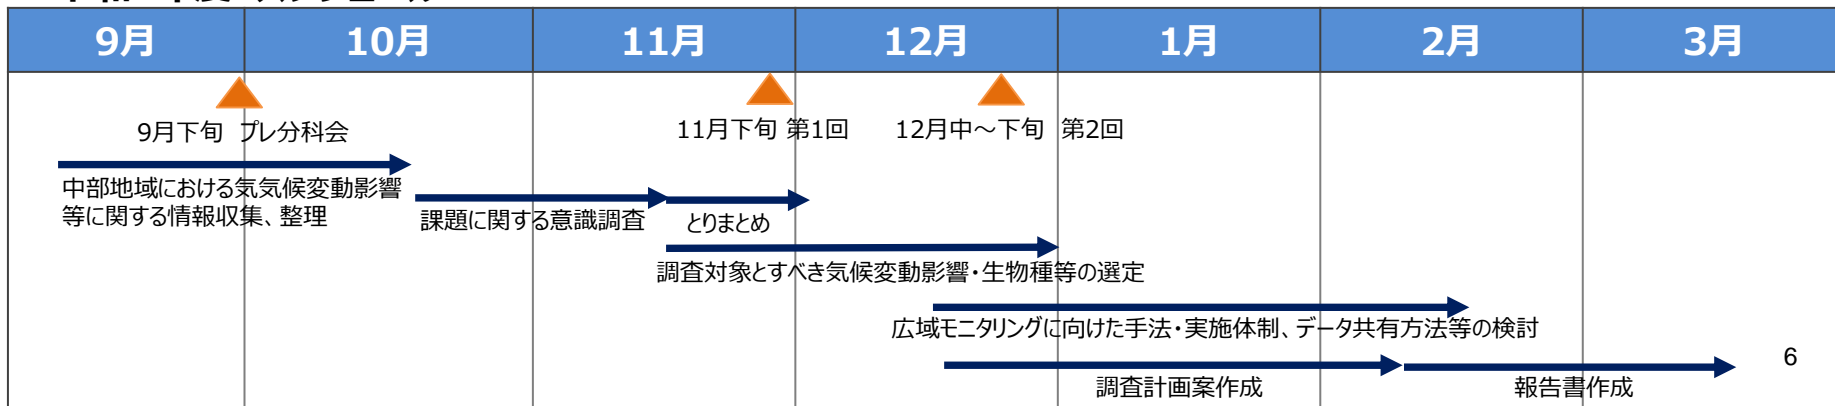 9月 10月 11月 12月 1月 2月 3月
9月下旬 プレ分科会
11月下旬 第1回
12月中～下旬 第2回
中部地域における気気候変動影響
等に関する情報収集、整理
課題に関する意識調査
とりまとめ
調査対象とすべき気候変動影響・生物種等の選定
広域モニタリングに向けた手法・実施体制、データ共有方法等の検討
調査計画案作成
報告書作成
6